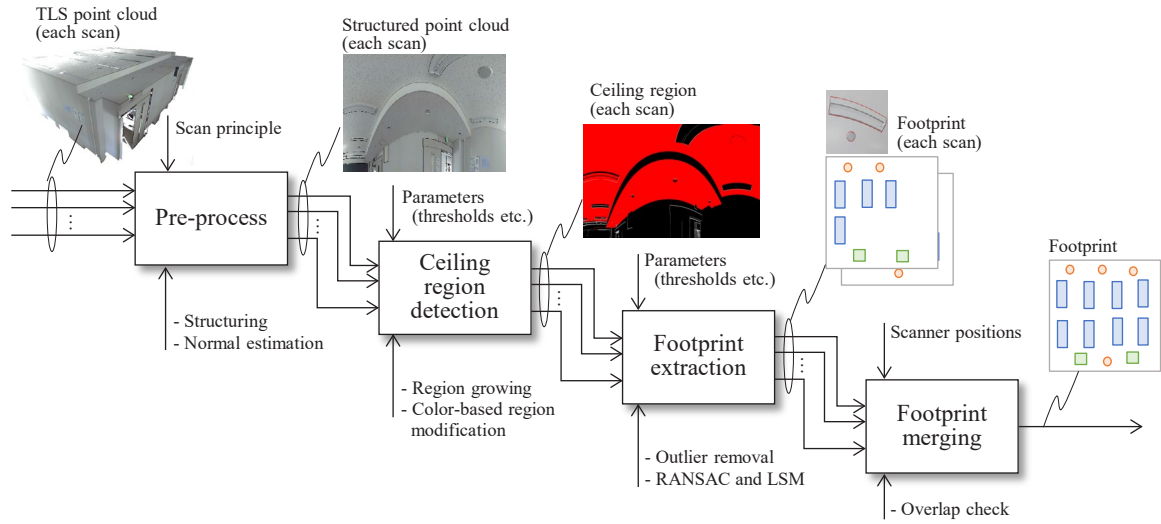 TLS point cloud
(each scan)
Structured point cloud
(each scan)
Scan principle
Pre-process
⋯
- Structuring
- Normal estimation
⋯
Parameters
(thresholds etc.)
Ceiling
region
detection
- Region growing
- Color-based region
modification
Ceiling region
(each scan)
⋯
Parameters
(thresholds etc.)
Footprint
extraction
- Outlier removal
- RANSAC and LSM
Footprint
(each scan)
⋯
Scanner positions
Footprint
merging
- Overlap check
Footprint